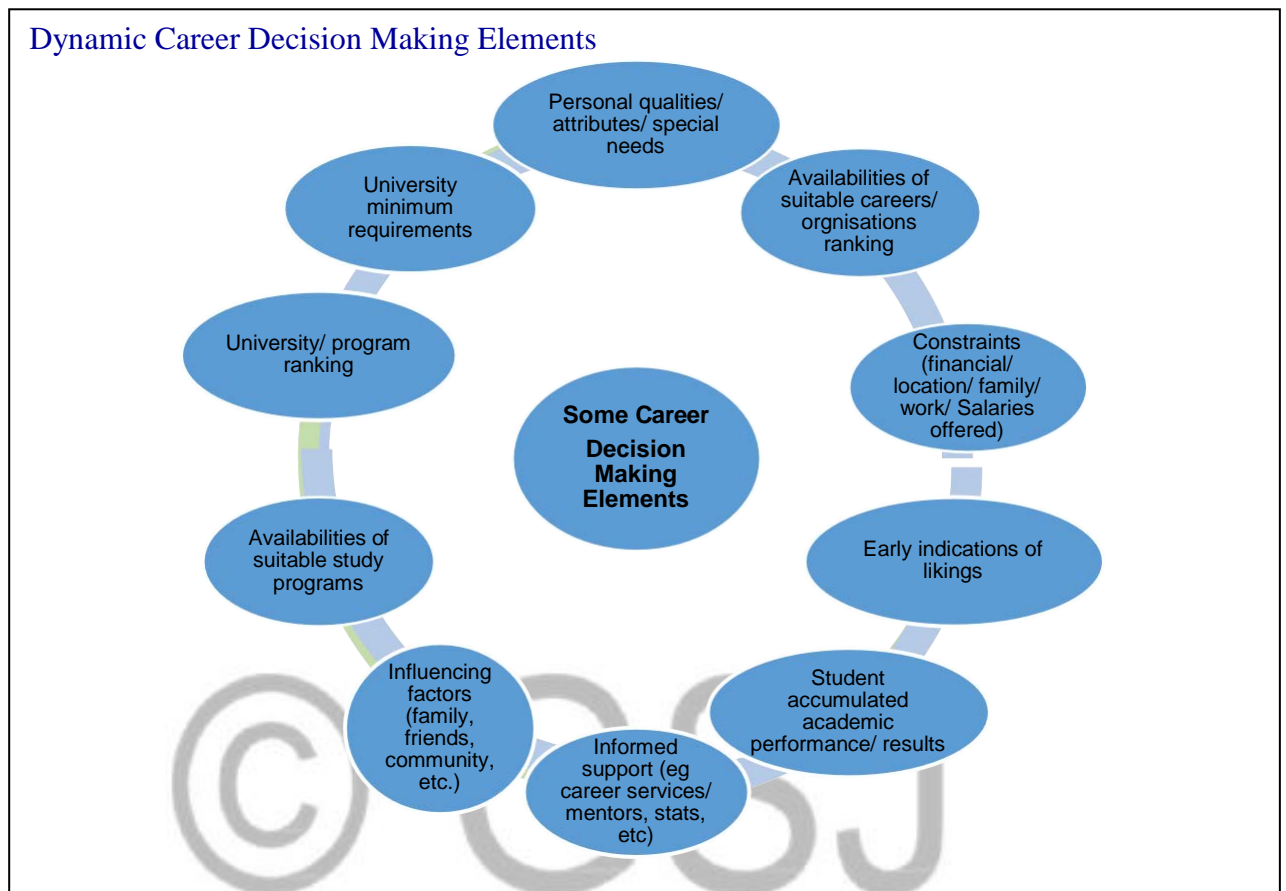 Dynamic Career Decision Making Elements
Personal qualities/
attributes/ special
needs
Availabilities of
suitable careers/
orgnisations
ranking
Constraints
(financial/
location/ family/
work/ Salaries
offered)
Early indications of
likings
Student
accumulated
academic
performance/ results
Informed
support (eg
career services/
mentors, stats,
etc)
Influencing
factors
(family,
friends,
community,
etc.)
Availabilities of
suitable study
programs
University/ program
ranking
University
minimum
requirements
Some Career
Decision
Making
Elements
© GSJ